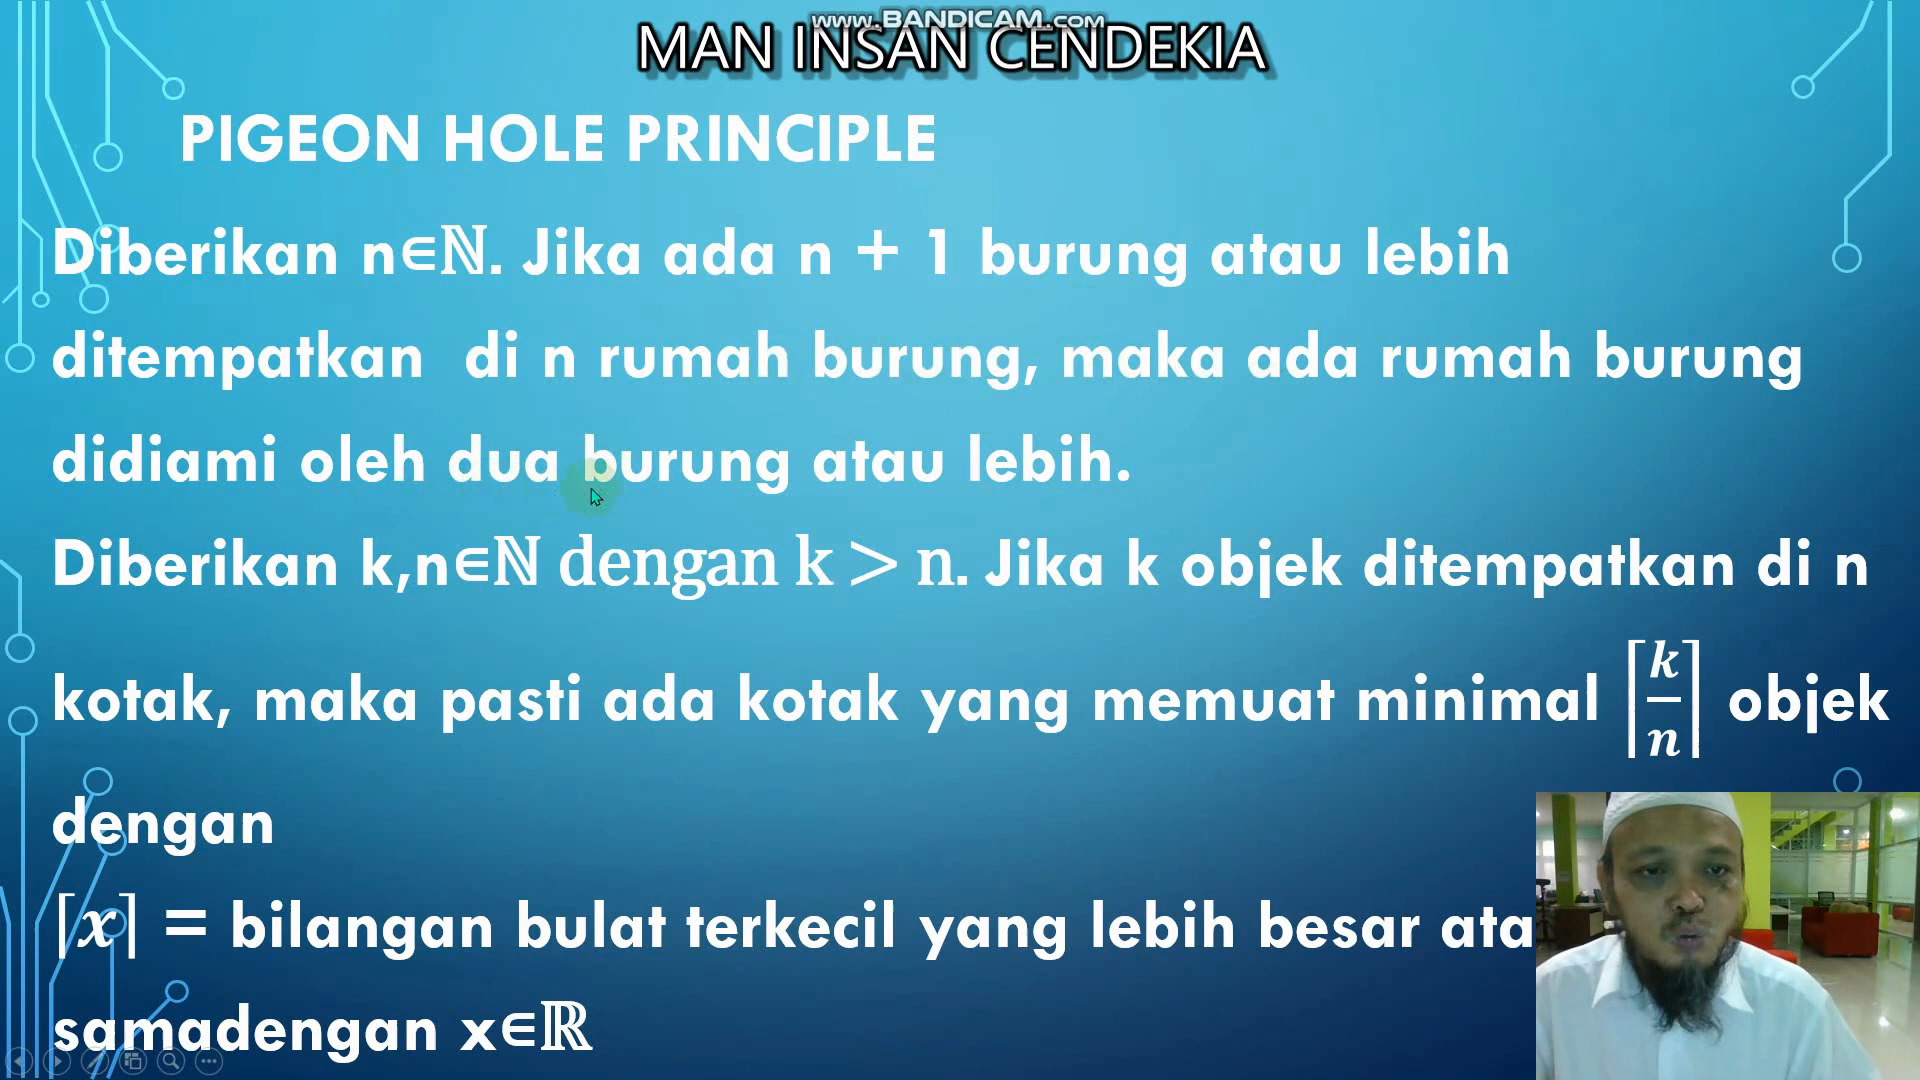 www.BANDICAM.com
MAN INSAN CENDEKIA
PIGEON HOLE PRINCIPLE
Diberikan n∈ℕ. Jika ada n + 1 burung atau lebih
ditempatkan di n rumah burung, maka ada rumah burung
didiami oleh dua burung atau lebih.
Diberikan k,n∈ℕ dengan k > n. Jika k objek ditempatkan di n
kotak, maka pasti ada kotak yang memuat minimal ⌈k/n⌉ objek
dengan
⌈x⌉ = bilangan bulat terkecil yang lebih besar ata
samadengan x∈ℝ